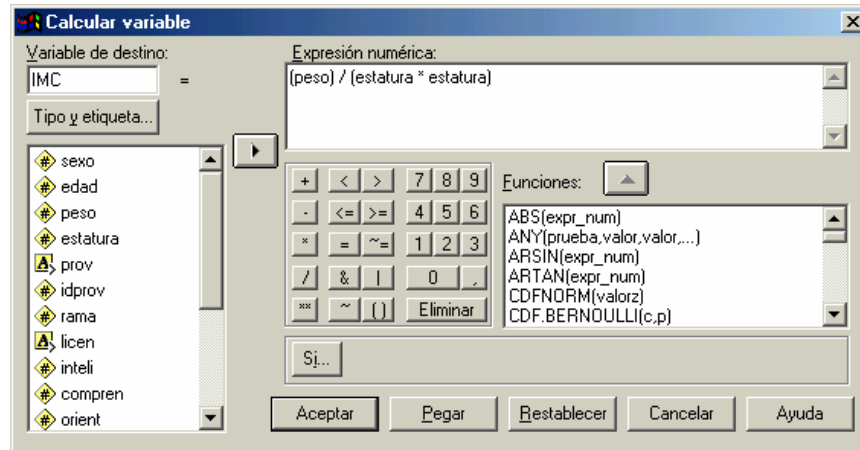 Calcular variable
Variable de destino:
IMC
=
Tipo y etiqueta...
Expresión numérica:
(peso) / (estatura * estatura)
sexo
edad
peso
estatura
prov
idprov
rama
licen
inteli
compren
orient
+ < > 7 8 9
- <= >= 4 5 6
* = ~= 1 2 3
/ & | 0 ,
** ~ () Eliminar
Funciones:
ABS(expr_num)
ANY(prueba,valor,valor,...)
ARSIN(expr_num)
ARTAN(expr_num)
CDFNORM(valorz)
CDF.BERNOULLI(c,p)
Si...
Aceptar Pegar Restablecer Cancelar Ayuda